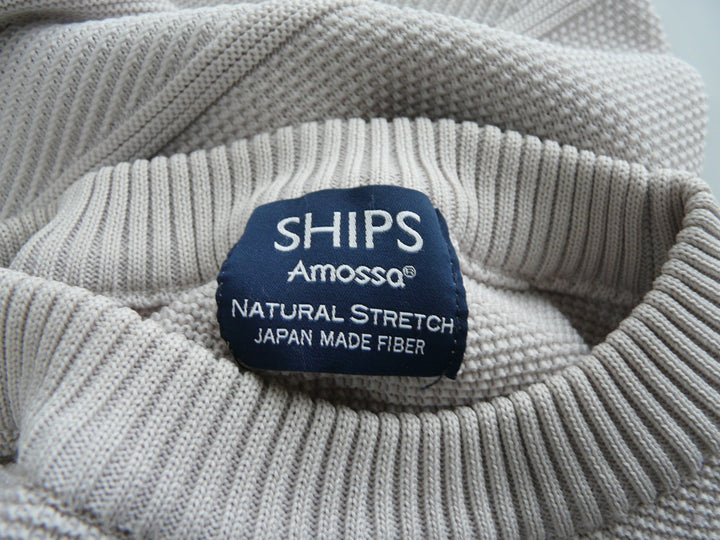 SHIPS
Amossa®
NATURAL STRETCH
JAPAN MADE FIBER